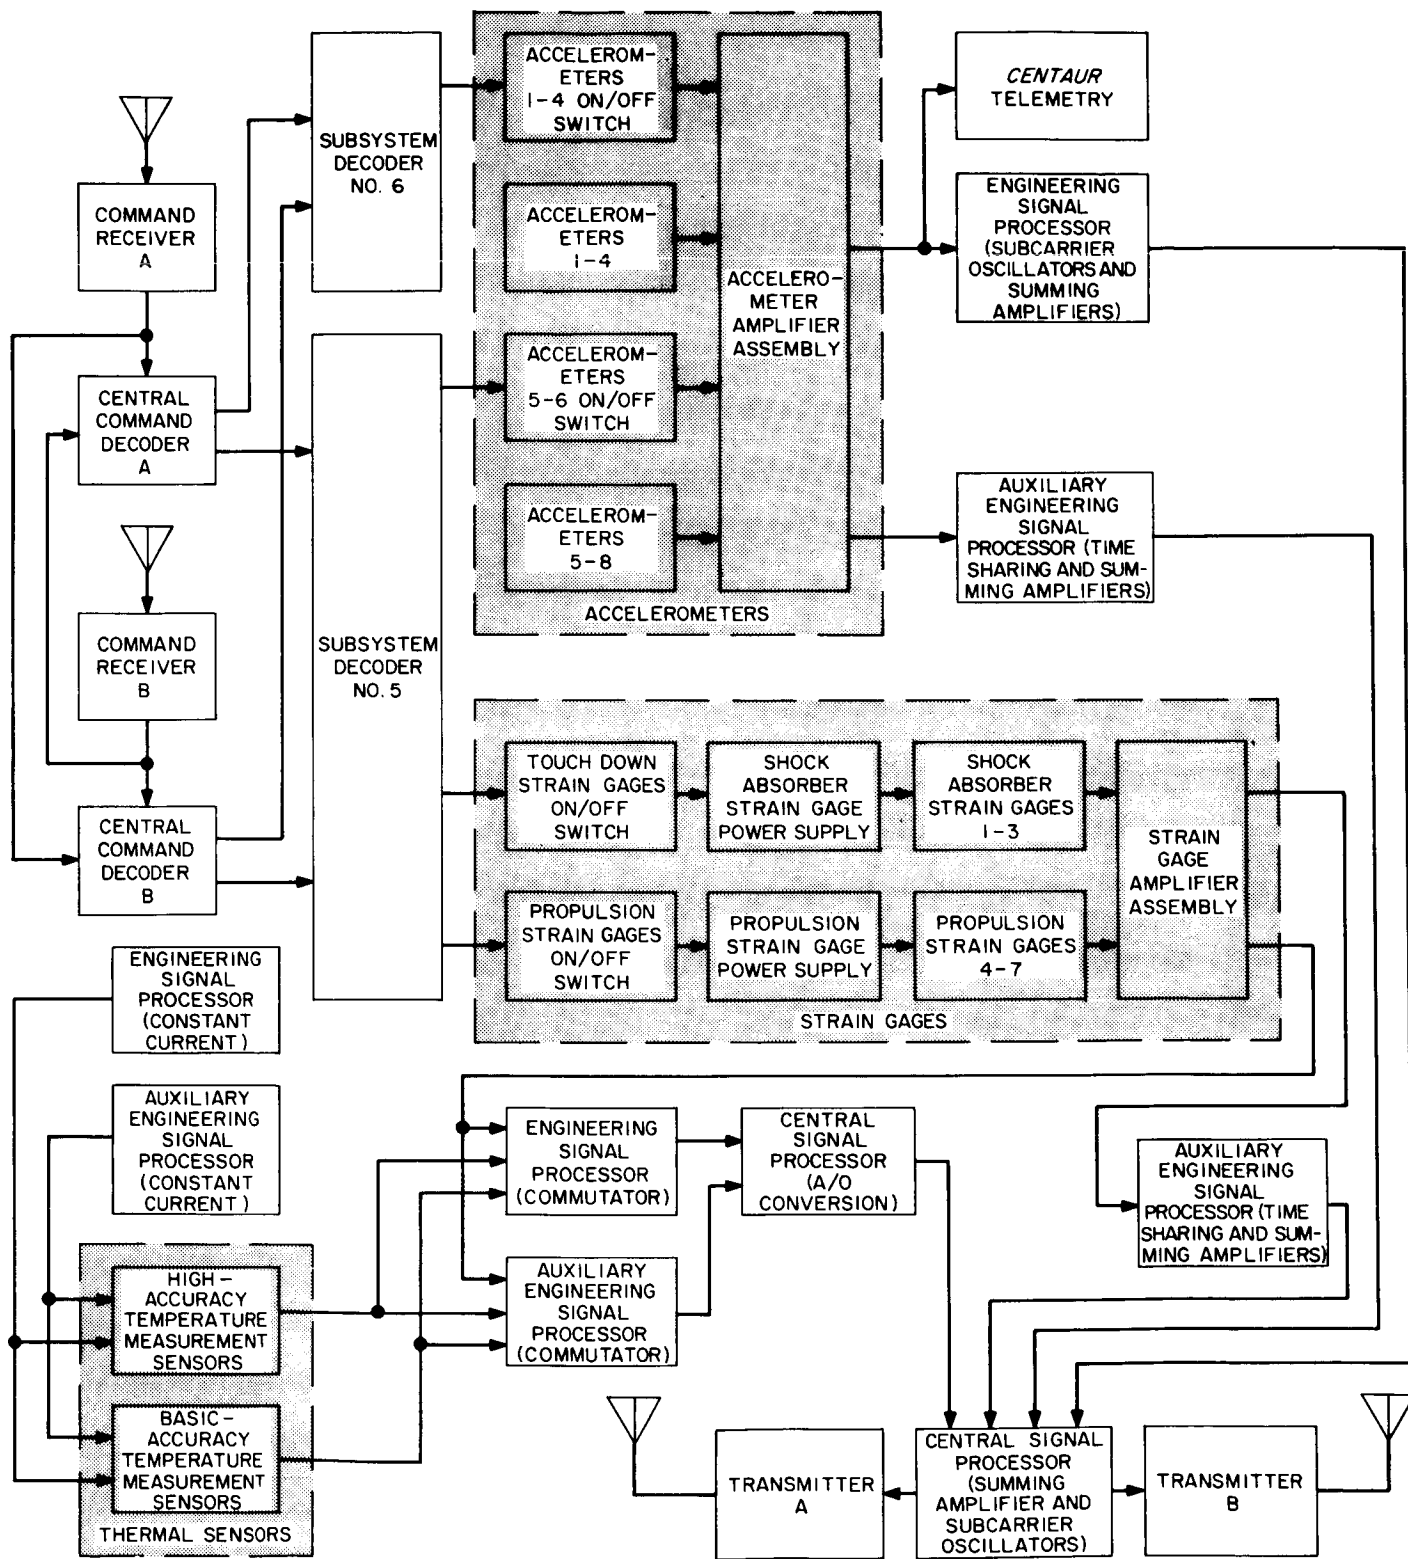 COMMAND
RECEIVER
A
CENTRAL
COMMAND
DECODER
A
COMMAND
RECEIVER
B
CENTRAL
COMMAND
DECODER
B
SUBSYSTEM
DECODER
NO. 6
SUBSYSTEM
DECODER
NO. 5
ACCELEROM-
ETERS
1-4 ON/OFF
SWITCH
ACCELEROM-
ETERS
1-4
ACCELEROM-
ETERS
5-6 ON/OFF
SWITCH
ACCELEROM-
ETERS
5-8
ACCELERO-
METER
AMPLIFIER
ASSEMBLY
ACCELEROMETERS
CENTAUR
TELEMETRY
ENGINEERING
SIGNAL
PROCESSOR
(SUBCARRIER
OSCILLATORS AND
SUMMING
AMPLIFIERS)
AUXILIARY
ENGINEERING
SIGNAL
PROCESSOR (TIME
SHARING AND SUM-
MING AMPLIFIERS)
TOUCH DOWN
STRAIN GAGES
ON/OFF
SWITCH
SHOCK
ABSORBER
STRAIN GAGE
POWER SUPPLY
SHOCK
ABSORBER
STRAIN GAGES
1-3
STRAIN
GAGE
AMPLIFIER
ASSEMBLY
PROPULSION
STRAIN GAGES
ON/OFF
SWITCH
PROPULSION
STRAIN GAGE
POWER SUPPLY
PROPULSION
STRAIN GAGES
4-7
STRAIN GAGES
ENGINEERING
SIGNAL
PROCESSOR
(CONSTANT
CURRENT)
AUXILIARY
ENGINEERING
SIGNAL
PROCESSOR
(CONSTANT
CURRENT)
HIGH-
ACCURACY
TEMPERATURE
MEASUREMENT
SENSORS
BASIC-
ACCURACY
TEMPERATURE
MEASUREMENT
SENSORS
THERMAL SENSORS
ENGINEERING
SIGNAL
PROCESSOR
(COMMUTATOR)
AUXILIARY
ENGINEERING
SIGNAL
PROCESSOR
(COMMUTATOR)
CENTRAL
SIGNAL
PROCESSOR
(A/O
CONVERSION)
AUXILIARY
ENGINEERING
SIGNAL
PROCESSOR (TIME
SHARING AND SUM-
MING AMPLIFIERS)
TRANSMITTER
A
CENTRAL SIGNAL
PROCESSOR
(SUMMING
AMPLIFIER AND
SUBCARRIER
OSCILLATORS)
TRANSMITTER
B